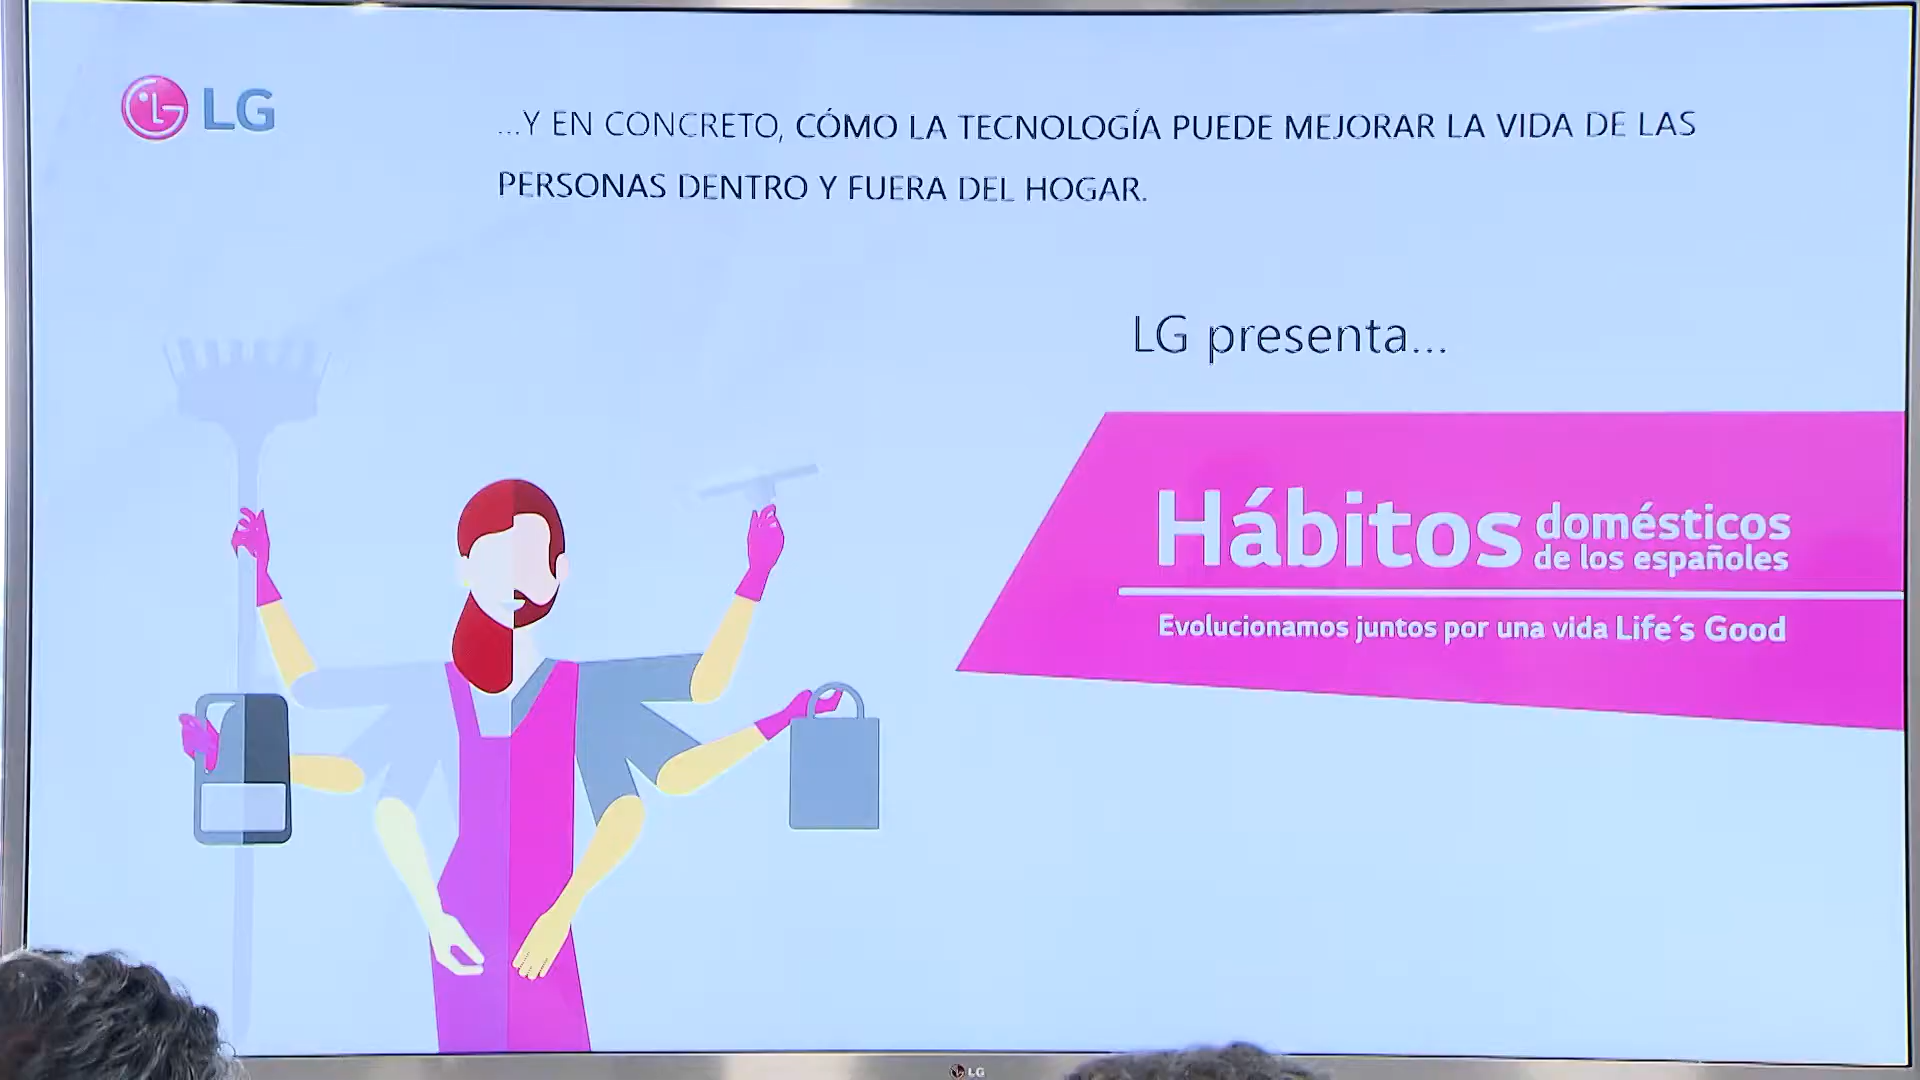 LG
...Y EN CONCRETO, CÓMO LA TECNOLOGÍA PUEDE MEJORAR LA VIDA DE LAS
PERSONAS DENTRO Y FUERA DEL HOGAR.
LG presenta...
Hábitos domésticos
de los españoles
Evolucionamos juntos por una vida Life´s Good
LG